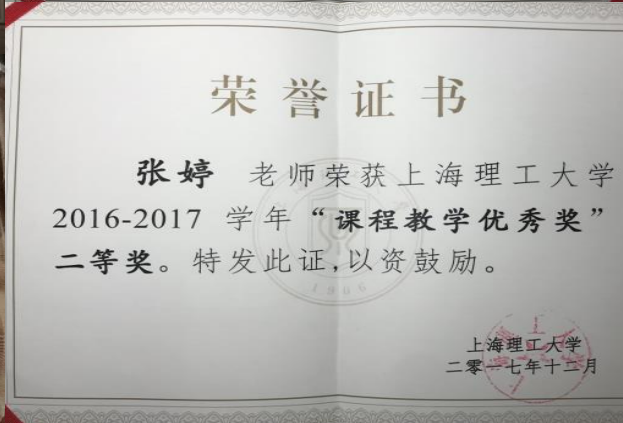 荣誉证书
张婷 老师荣获上海理工大学
2016-2017 学年“课程教学优秀奖”
二等奖。特发此证,以资鼓励。
1906
上海理工大学
二零一七年十二月